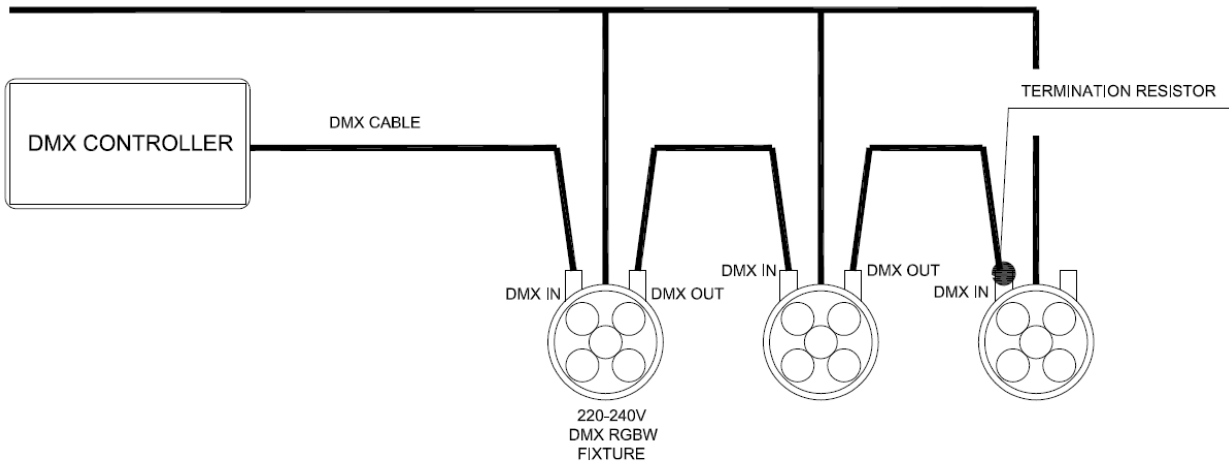 TERMINATION RESISTOR
DMX CONTROLLER
DMX CABLE
DMX IN
DMX OUT
DMX IN
DMX OUT
DMX IN
220-240V
DMX RGBW
FIXTURE